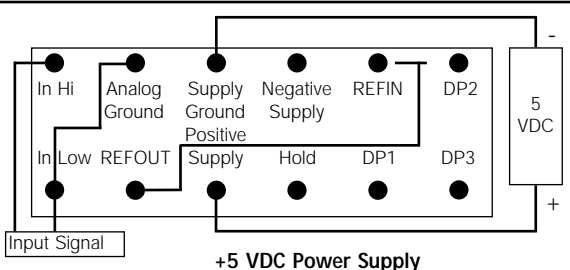 -
In Hi Analog Ground Supply Ground Negative Supply REFIN DP2
5 VDC
In Low REFOUT Positive Supply Hold DP1 DP3
+
Input Signal
+5 VDC Power Supply